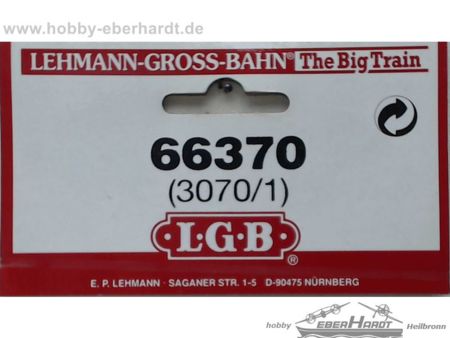 www.hobby-eberhardt.de
LEHMANN-GROSS-BAHN® The Big Train
66370
(3070/1)
L·G·B®
E. P. LEHMANN · SAGANER STR. 1-5 D-90475 NÜRNBERG
hobby EBERHARDT Heilbronn